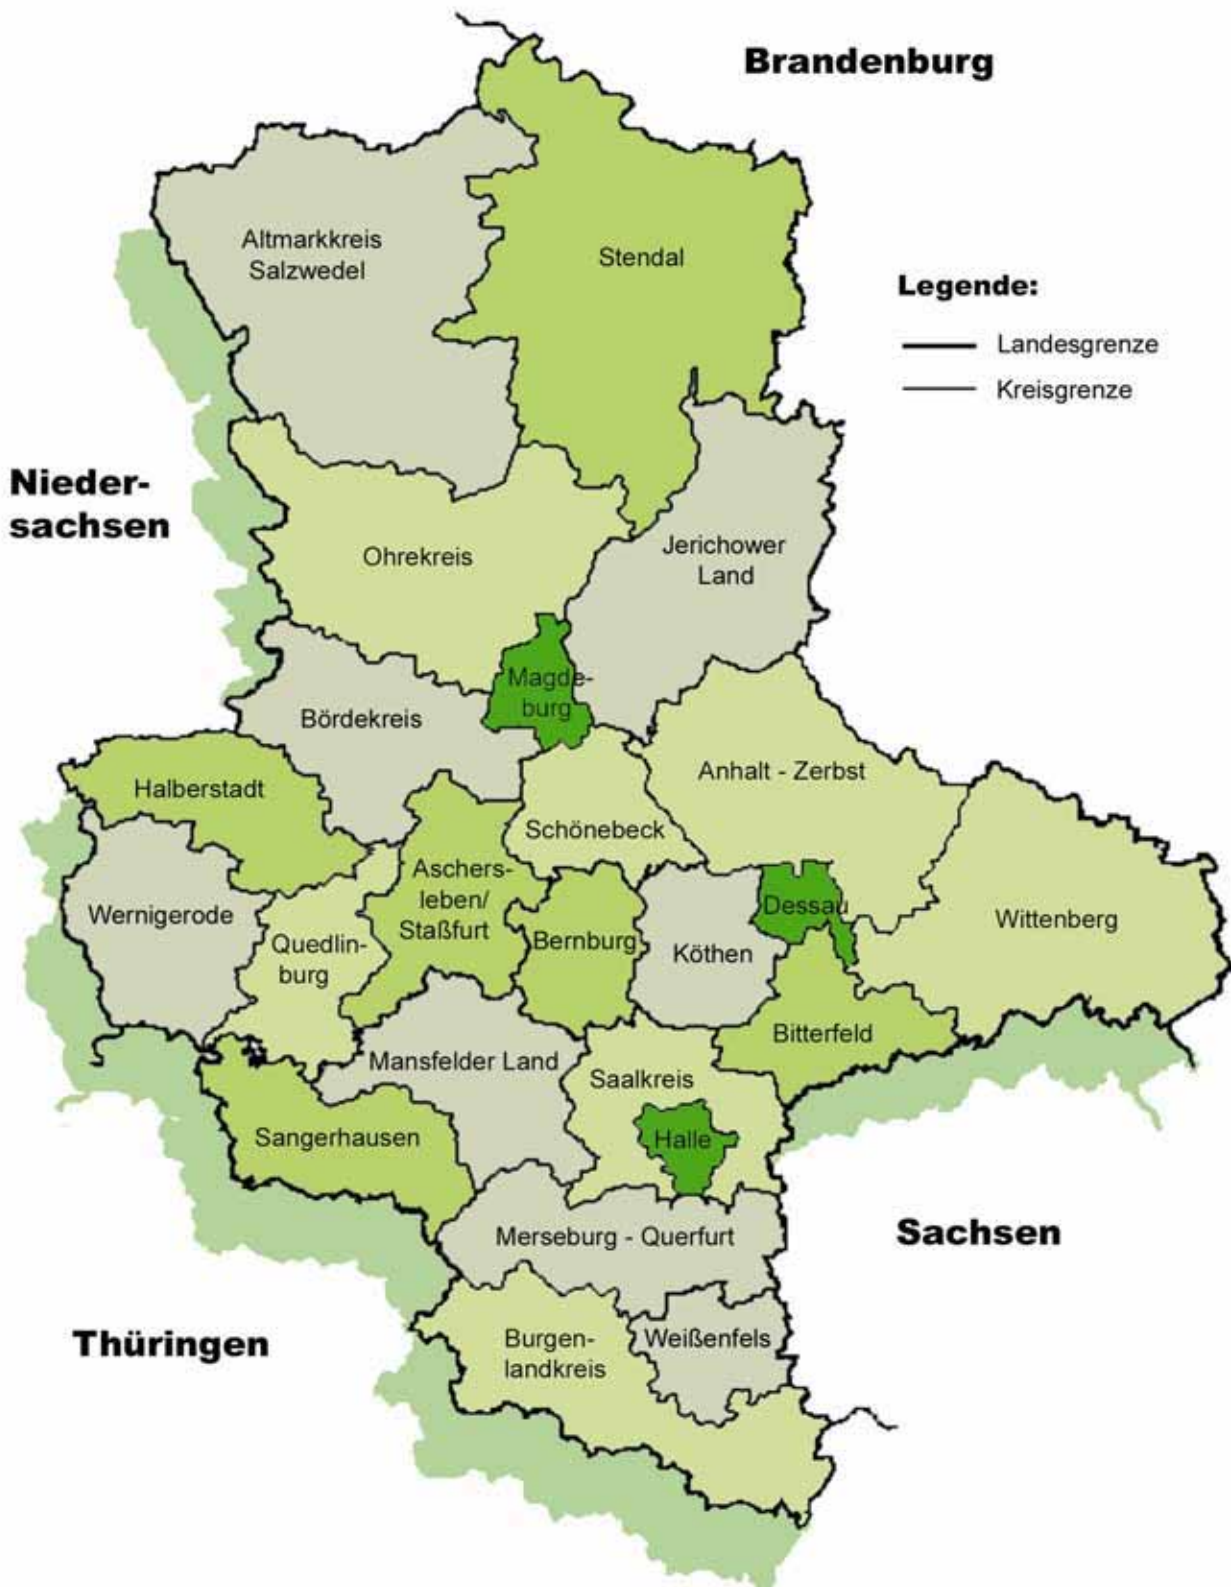 Brandenburg
Altmarkkreis
Salzwedel
Stendal
Legende:
Landesgrenze
Kreisgrenze
Nieder-
sachsen
Ohrekreis
Jerichower
Land
Magde-
burg
Bördekreis
Halberstadt
Anhalt - Zerbst
Schönebeck
Aschers-
leben/
Staßfurt
Wernigerode
Quedlin-
burg
Bernburg
Köthen
Dessau
Wittenberg
Bitterfeld
Mansfelder Land
Saalkreis
Sangerhausen
Halle
Merseburg - Querfurt
Sachsen
Thüringen
Burgen-
landkreis
Weißenfels